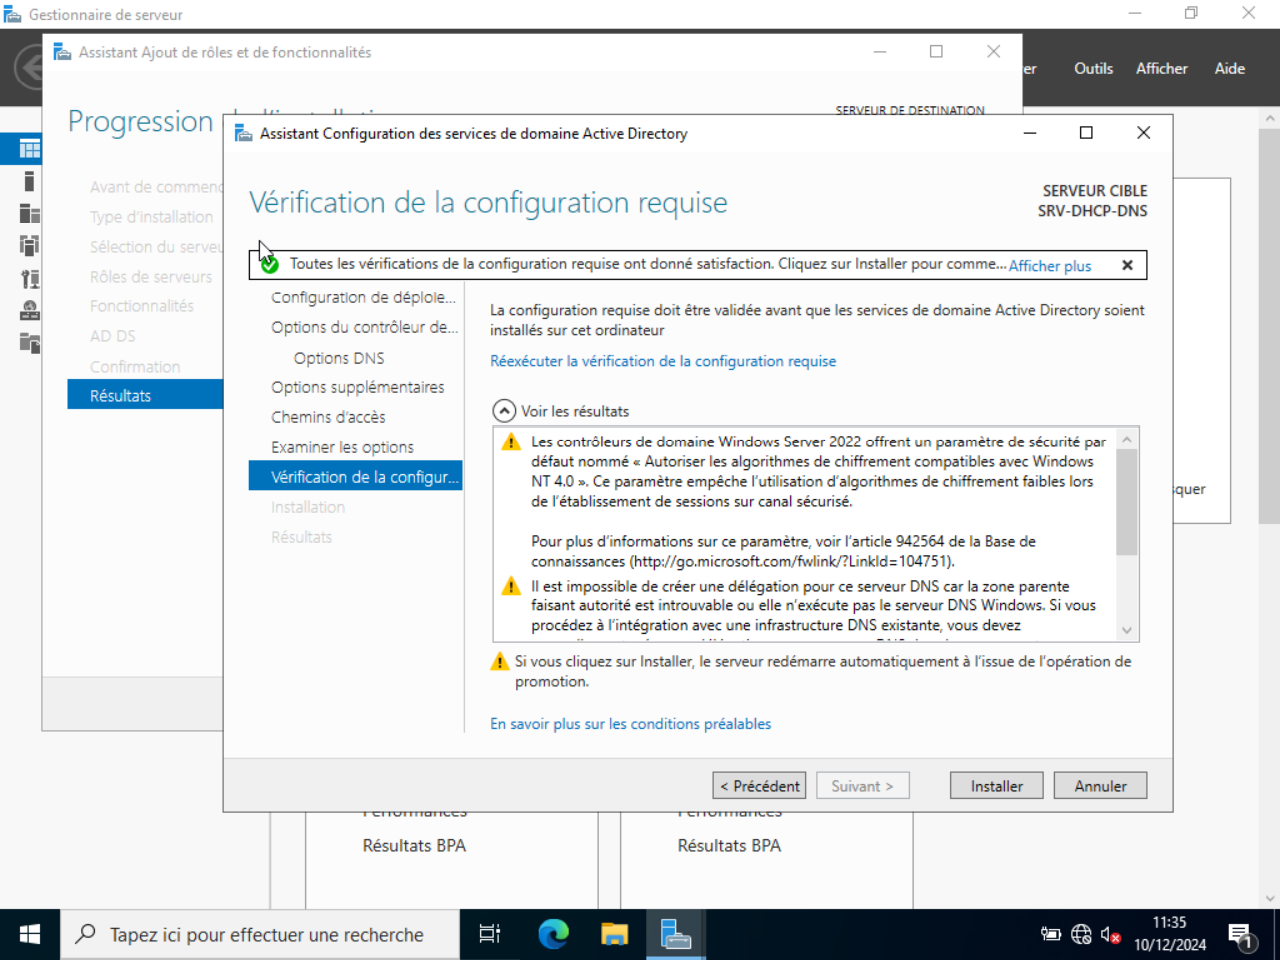 Gestionnaire de serveur
Assistant Ajout de rôles et de fonctionnalités
Outils
Afficher
Aide
Progression
SERVEUR DE DESTINATION
Assistant Configuration des services de domaine Active Directory
Avant de commenc
Type d'installation
Sélection du serveu
Rôles de serveurs
Fonctionnalités
AD DS
Confirmation
Résultats
Vérification de la configuration requise
SERVEUR CIBLE
SRV-DHCP-DNS
Toutes les vérifications de la configuration requise ont donné satisfaction. Cliquez sur Installer pour comme...
Afficher plus
Configuration de déploie...
Options du contrôleur de...
Options DNS
Options supplémentaires
Chemins d'accès
Examiner les options
Vérification de la configur...
Installation
Résultats
La configuration requise doit être validée avant que les services de domaine Active Directory soient
installés sur cet ordinateur
Réexécuter la vérification de la configuration requise
Voir les résultats
Les contrôleurs de domaine Windows Server 2022 offrent un paramètre de sécurité par
défaut nommé « Autoriser les algorithmes de chiffrement compatibles avec Windows
NT 4.0 ». Ce paramètre empêche l'utilisation d'algorithmes de chiffrement faibles lors
de l'établissement de sessions sur canal sécurisé.
Pour plus d'informations sur ce paramètre, voir l'article 942564 de la Base de
connaissances (http://go.microsoft.com/fwlink/?LinkId=104751).
Il est impossible de créer une délégation pour ce serveur DNS car la zone parente
faisant autorité est introuvable ou elle n'exécute pas le serveur DNS Windows. Si vous
procédez à l'intégration avec une infrastructure DNS existante, vous devez
Si vous cliquez sur Installer, le serveur redémarre automatiquement à l'issue de l'opération de
promotion.
En savoir plus sur les conditions préalables
< Précédent
Suivant >
Installer
Annuler
quer
Performances
Performances
Résultats BPA
Résultats BPA
Tapez ici pour effectuer une recherche
11:35
10/12/2024
1